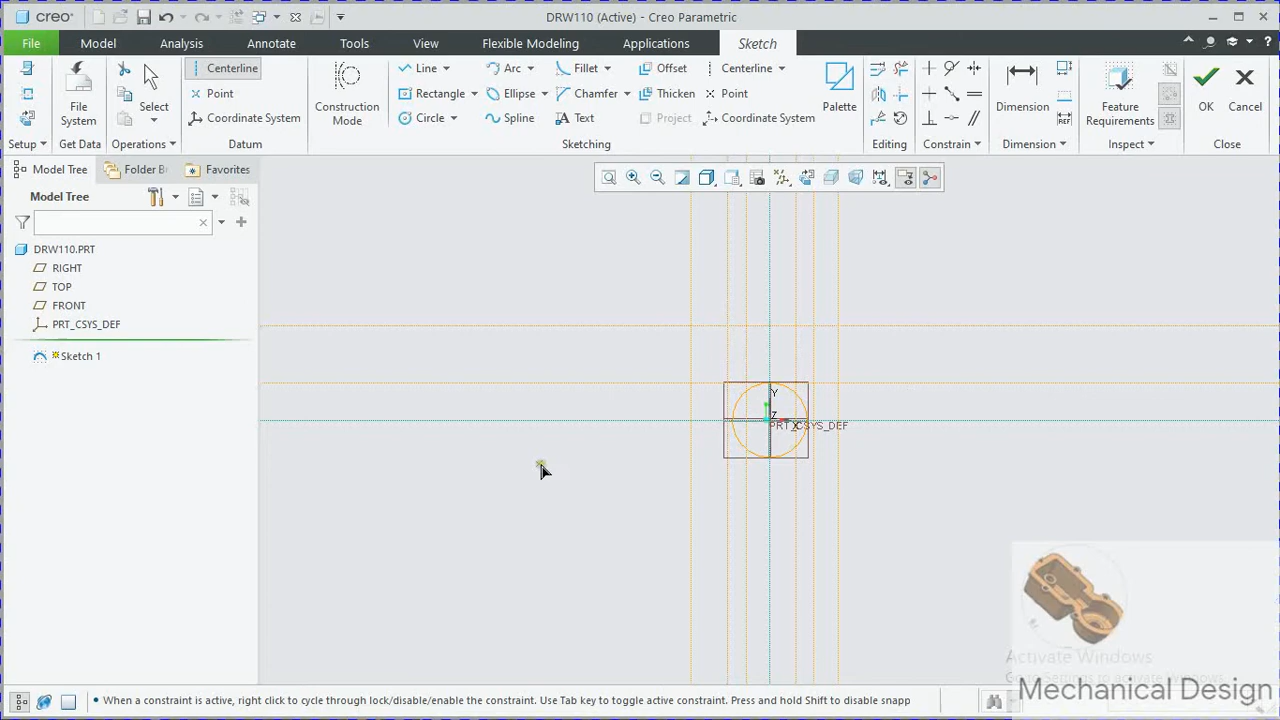 creo
DRW110 (Active) - Creo Parametric
File Model Analysis Annotate Tools View Flexible Modeling Applications Sketch
Centerline Line Arc Fillet Offset Centerline
Point Rectangle Ellipse Chamfer Thicken Point
Coordinate System Circle Spline Text Project Coordinate System
File System
Select
Construction Mode
Palette
Dimension
REF
Feature Requirements
OK Cancel
Setup Get Data Operations Datum Sketching Editing Constrain Dimension Inspect Close
Model Tree Folder B Favorites
Model Tree
DRW110.PRT
RIGHT
TOP
FRONT
PRT_CSYS_DEF
Sketch 1
Y
Z
X
PRT_CSYS_DEF
Activate Windows
Mechanical Design
When a constraint is active, right click to cycle through lock/disable/enable the constraint. Use Tab key to toggle active constraint. Press and hold Shift to disable snapp